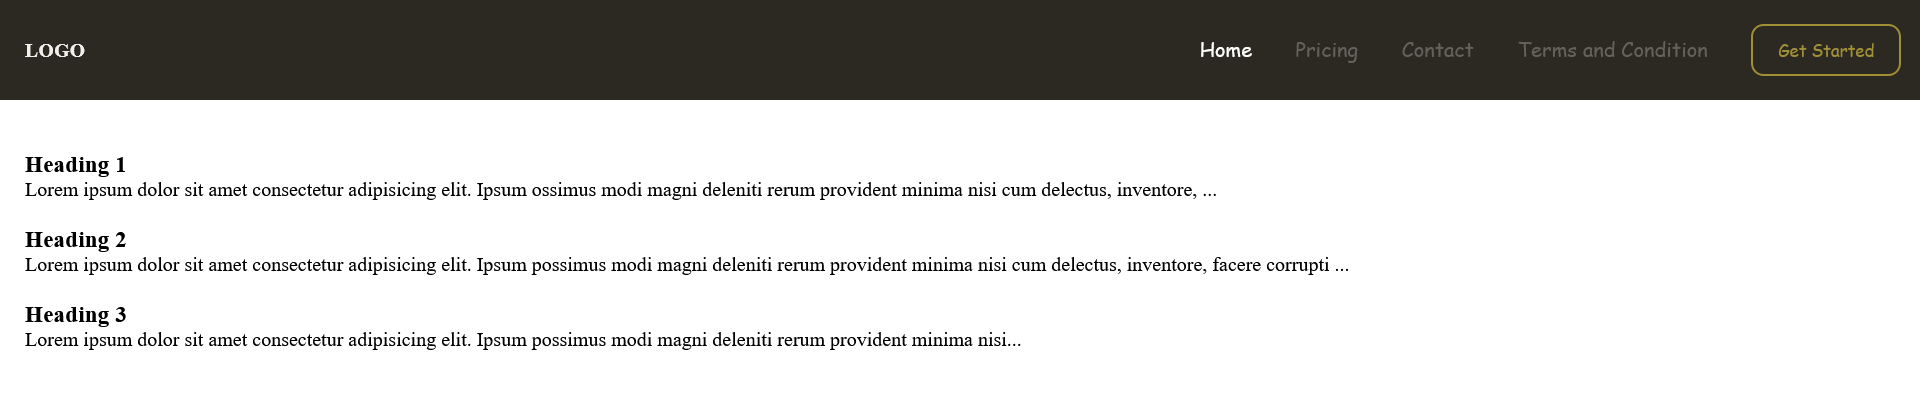 LOGO
Home Pricing Contact Terms and Condition Get Started
Heading 1
Lorem ipsum dolor sit amet consectetur adipisicing elit. Ipsum ossimus modi magni deleniti rerum provident minima nisi cum delectus, inventore, ...
Heading 2
Lorem ipsum dolor sit amet consectetur adipisicing elit. Ipsum possimus modi magni deleniti rerum provident minima nisi cum delectus, inventore, facere corrupti ...
Heading 3
Lorem ipsum dolor sit amet consectetur adipisicing elit. Ipsum possimus modi magni deleniti rerum provident minima nisi...